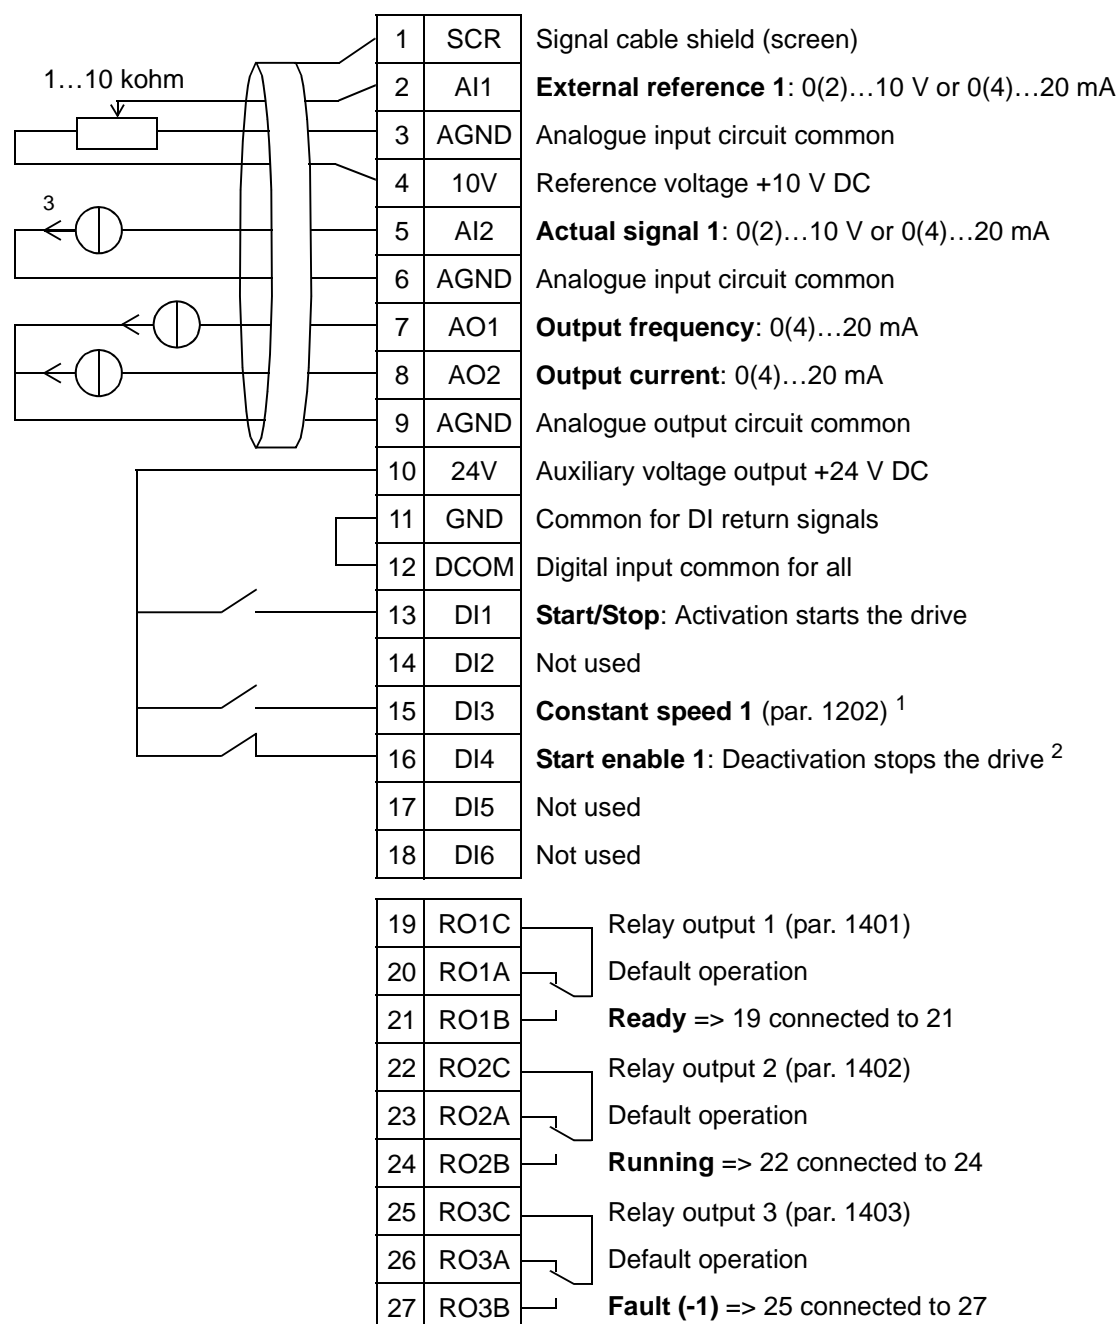 1 SCR Signal cable shield (screen)
1…10 kohm
2 AI1 External reference 1: 0(2)…10 V or 0(4)…20 mA
3 AGND Analogue input circuit common
4 10V Reference voltage +10 V DC
3
5 AI2 Actual signal 1: 0(2)…10 V or 0(4)…20 mA
6 AGND Analogue input circuit common
7 AO1 Output frequency: 0(4)…20 mA
8 AO2 Output current: 0(4)…20 mA
9 AGND Analogue output circuit common
10 24V Auxiliary voltage output +24 V DC
11 GND Common for DI return signals
12 DCOM Digital input common for all
13 DI1 Start/Stop: Activation starts the drive
14 DI2 Not used
15 DI3 Constant speed 1 (par. 1202) 1
16 DI4 Start enable 1: Deactivation stops the drive 2
17 DI5 Not used
18 DI6 Not used
19 RO1C Relay output 1 (par. 1401)
20 RO1A Default operation
21 RO1B Ready => 19 connected to 21
22 RO2C Relay output 2 (par. 1402)
23 RO2A Default operation
24 RO2B Running => 22 connected to 24
25 RO3C Relay output 3 (par. 1403)
26 RO3A Default operation
27 RO3B Fault (-1) => 25 connected to 27